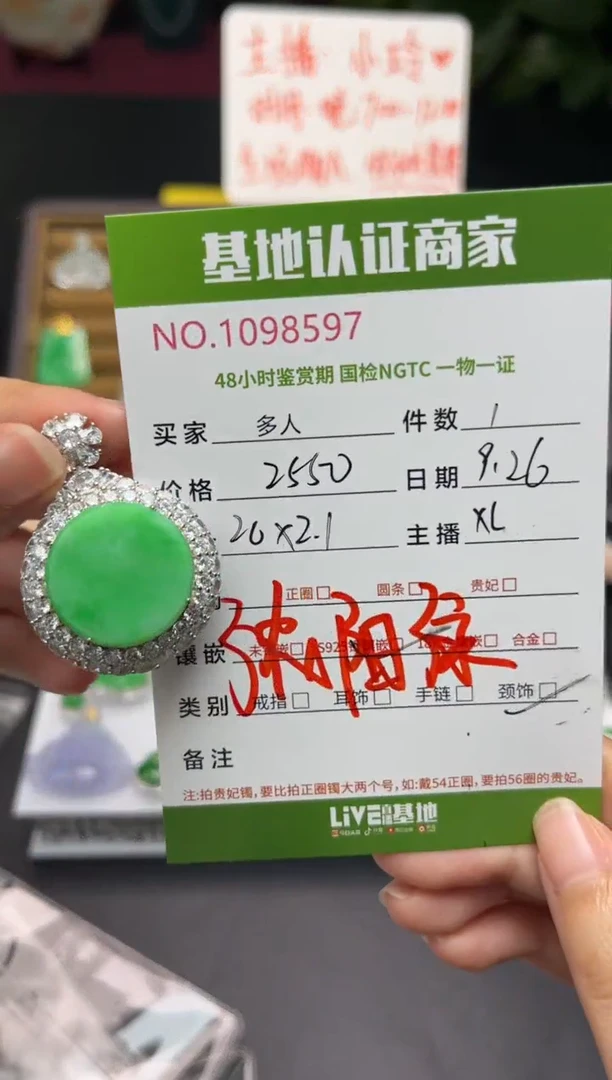 主播:小玲
基地认证商家
NO.1098597
48小时鉴赏期 国检NGTC 一物一证
买家 多人 件数 1
价格 2550 日期 9.26
20×2.1 主播 XL
正圈 圆条 贵妃
镶嵌 合金
类别 戒指 耳饰 手链 颈饰
备注
注:拍贵妃镯,要比拍正圈镯大两个号,如:戴54正圈,要拍56圈的贵妃。
LIVE 基地